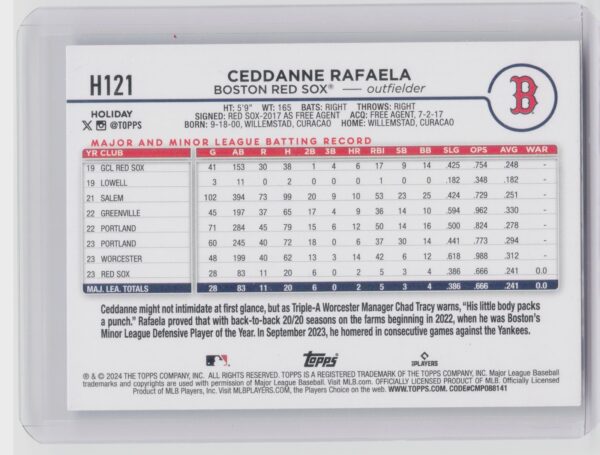 H121
CEDDANNE RAFAELA
BOSTON RED SOX® — outfielder
B
HOLIDAY
X @TOPPS
HT: 5'9" WT: 165 BATS: RIGHT THROWS: RIGHT
SIGNED: RED SOX-2017 AS FREE AGENT ACQ: FREE AGENT, 7-2-17
BORN: 9-18-00, WILLEMSTAD, CURACAO HOME: WILLEMSTAD, CURACAO
MAJOR AND MINOR LEAGUE BATTING RECORD
YR CLUB G AB R H 2B 3B HR RBI SB BB SLG OPS AVG WAR
19 GCL RED SOX 41 153 30 38 1 4 6 17 9 14 .425 .754 .248 -
19 LOWELL 3 11 0 2 0 0 0 1 0 0 .182 .348 .182 -
21 SALEM 102 394 73 99 20 9 10 53 23 25 .424 .729 .251 -
22 GREENVILLE 45 197 37 65 17 4 9 36 14 10 .594 .962 .330 -
22 PORTLAND 71 284 45 79 15 6 12 50 14 16 .500 .824 .278 -
23 PORTLAND 60 245 40 72 18 0 6 37 30 14 .441 .773 .294 -
23 WORCESTER 48 199 40 62 13 3 14 42 6 12 .618 .988 .312 -
23 RED SOX 28 83 11 20 6 0 2 5 3 4 .386 .666 .241 0.0
MAJ. LEA. TOTALS 28 83 11 20 6 0 2 5 3 4 .386 .666 .241 0.0
Ceddanne might not intimidate at first glance, but as Triple-A Worcester Manager Chad Tracy warns, "His little body packs
a punch." Rafaela proved that with back-to-back 20/20 seasons on the farms beginning in 2022, when he was Boston's
Minor League Defensive Player of the Year. In September 2023, he homered in consecutive games against the Yankees.
Topps
PLAYERS
® & © 2024 THE TOPPS COMPANY, INC. ALL RIGHTS RESERVED. TOPPS IS A REGISTERED TRADEMARK OF THE TOPPS COMPANY, INC. Major League Baseball
trademarks and copyrights are used with permission of Major League Baseball. Visit MLB.com. OFFICIALLY LICENSED PRODUCT OF MLB. Officially Licensed
Product of MLB Players, Inc. Visit MLBPLAYERS.com, the Players Choice on the web. WWW.TOPPS.COM. CODE#CMP088141